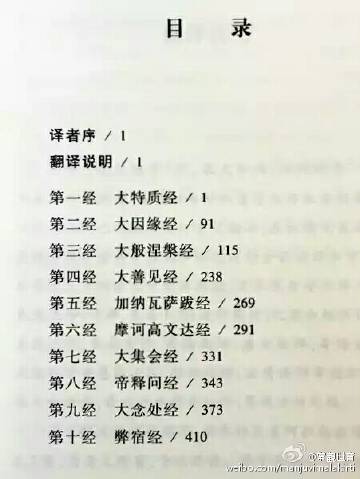 目 录
译者序 / 1
翻译说明 / 1
第一经 大特质经 / 1
第二经 大因缘经 / 91
第三经 大般涅槃经 / 115
第四经 大善见经 / 238
第五经 加纳瓦萨跋经 / 269
第六经 摩诃高文达经 / 291
第七经 大集会经 / 331
第八经 帝释问经 / 343
第九经 大念处经 / 373
第十经 弊宿经 / 410